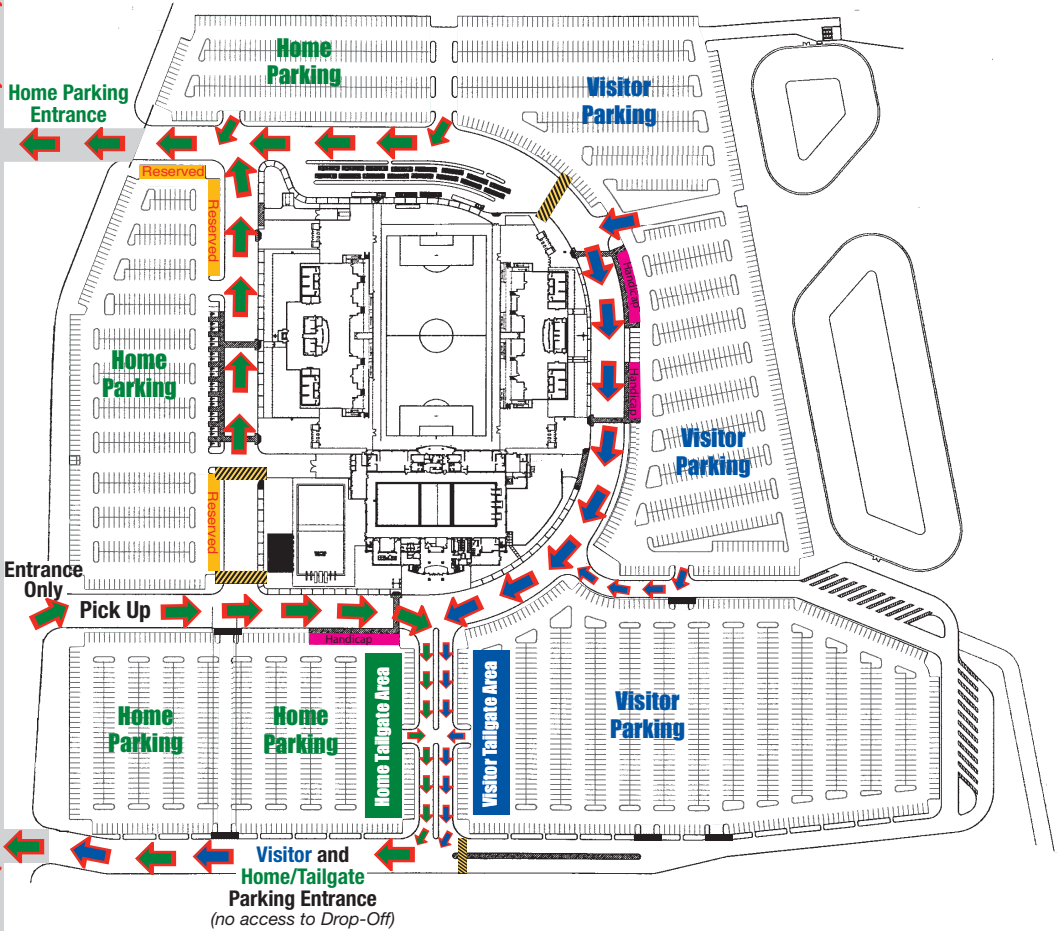 Home
Parking
Visitor
Parking
Home Parking
Entrance
Reserved
Reserved
Handicap
Home
Parking
Handicap
Visitor
Parking
Reserved
Entrance
Only
Pick Up
Handicap
Home
Parking
Home
Parking
Home Tailgate Area
Visitor Tailgate Area
Visitor
Parking
Visitor and
Home/Tailgate
Parking Entrance
(no access to Drop-Off)